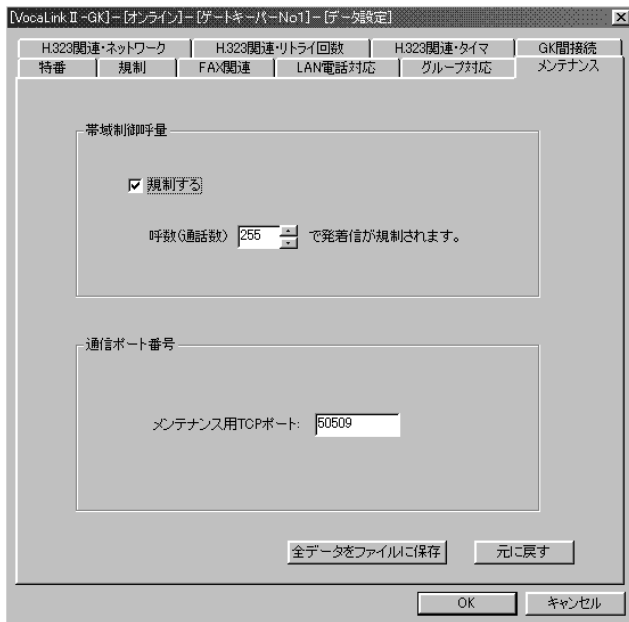 [VocaLinkⅡ-GK]-[オンライン]-[ゲートキーパーNo1]-[データ設定]
H.323関連・ネットワーク H.323関連・リトライ回数 H.323関連・タイマ GK間接続
特番 規制 FAX関連 LAN電話対応 グループ対応 メンテナンス
帯域制御呼量
規制する
呼数(通話数) 255 で発着信が規制されます。
通信ポート番号
メンテナンス用TCPポート: 50509
全データをファイルに保存 元に戻す
OK キャンセル